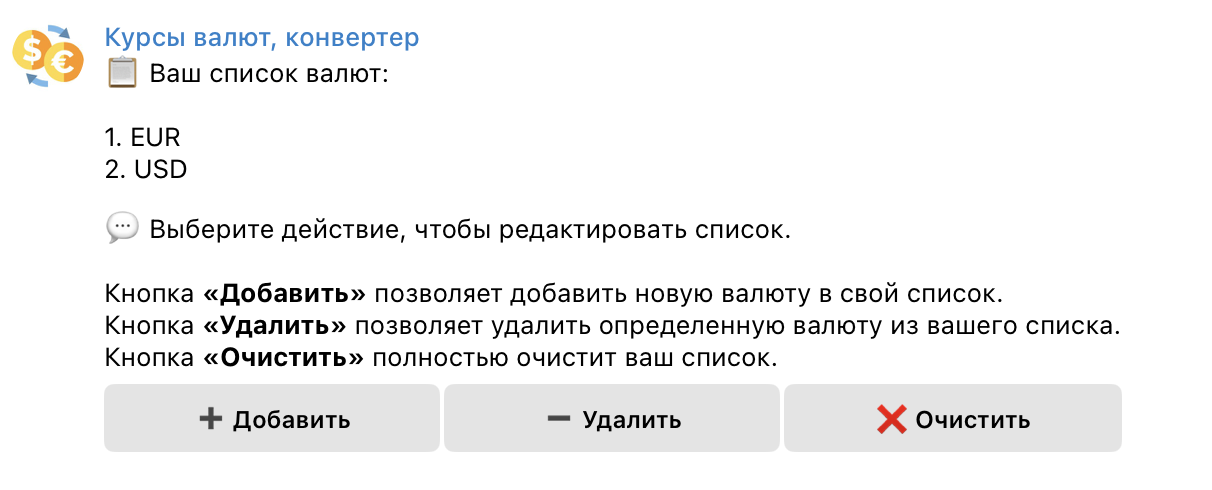 Курсы валют, конвертер
📋 Ваш список валют:
1. EUR
2. USD
💬 Выберите действие, чтобы редактировать список.
Кнопка «Добавить» позволяет добавить новую валюту в свой список.
Кнопка «Удалить» позволяет удалить определенную валюту из вашего списка.
Кнопка «Очистить» полностью очистит ваш список.
➕ Добавить
➖ Удалить
❌ Очистить